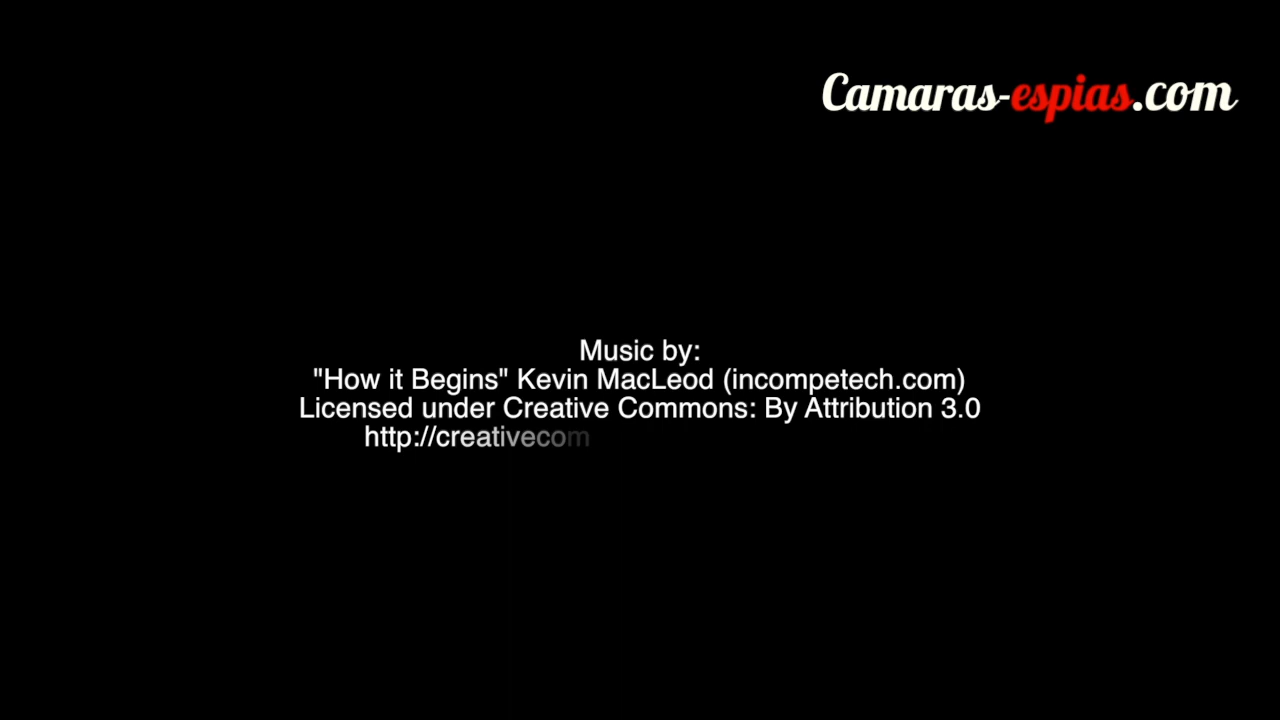 Camaras-espias.com
Music by:
"How it Begins" Kevin MacLeod (incompetech.com)
Licensed under Creative Commons: By Attribution 3.0
http://creativecom